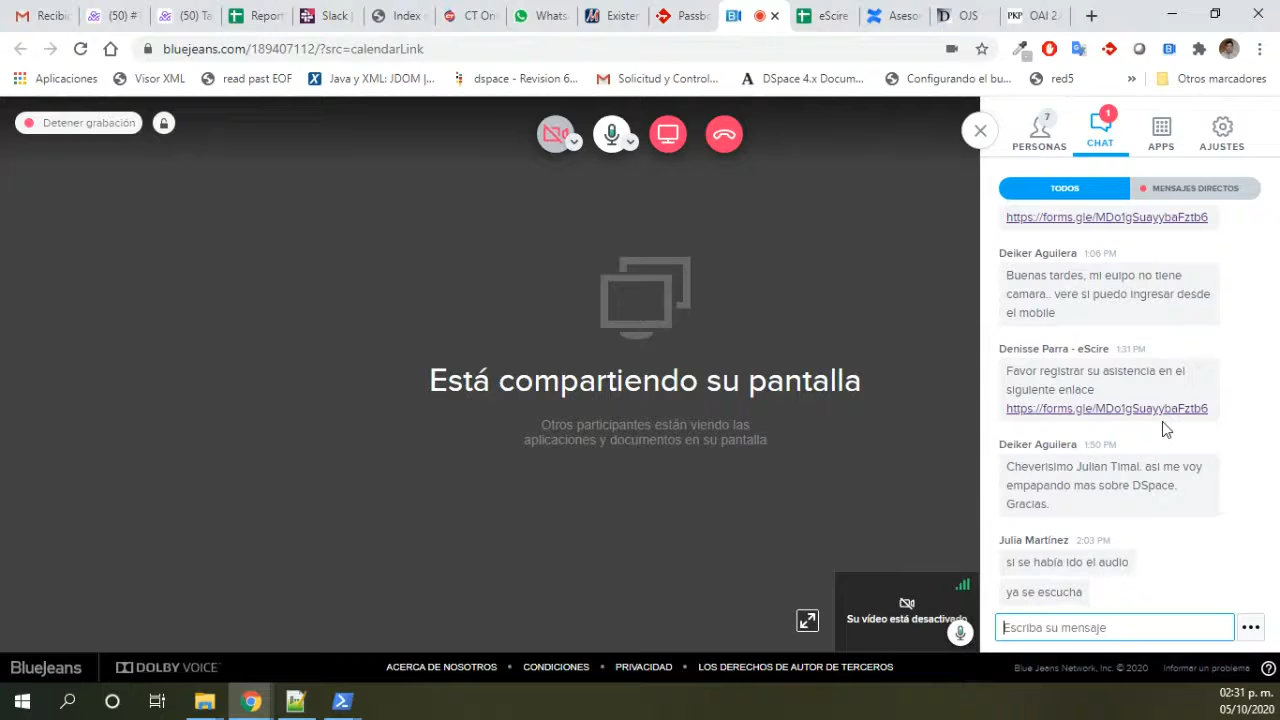 Recibi
(50) #
(50) Ta
Report
Slack
Index
CT On
Whats
Exister
Passbo
eScire
Aseso
OJS
OAI 2.
bluejeans.com/189407112/?src=calendarLink
Aplicaciones
Visor XML
read past EOF
Java y XML: JDOM |...
dspace - Revision 6...
Solicitud y Control...
DSpace 4.x Docum...
Configurando el bu...
red5
»
Otros marcadores
Detener grabación
7
PERSONAS
1
CHAT
APPS
AJUSTES
TODOS
MENSAJES DIRECTOS
https://forms.gle/MDo1gSuayybaFztb6
Deiker Aguilera 1:06 PM
Buenas tardes, mi euipo no tiene
camara.. vere si puedo ingresar desde
el mobile
Denisse Parra - eScire 1:31 PM
Favor registrar su asistencia en el
siguiente enlace
https://forms.gle/MDo1gSuayybaFztb6
Deiker Aguilera 1:50 PM
Cheverisimo Julian Timal. asi me voy
empapando mas sobre DSpace.
Gracias.
Julia Martínez 2:03 PM
si se había ido el audio
ya se escucha
Escriba su mensaje
Está compartiendo su pantalla
Otros participantes están viendo las
aplicaciones y documentos en su pantalla
Su vídeo está desactivado
BlueJeans
DOLBY VOICE
ACERCA DE NOSOTROS • CONDICIONES • PRIVACIDAD • LOS DERECHOS DE AUTOR DE TERCEROS
Blue Jeans Network, Inc. © 2020
Informar un problema
02:31 p. m.
05/10/2020